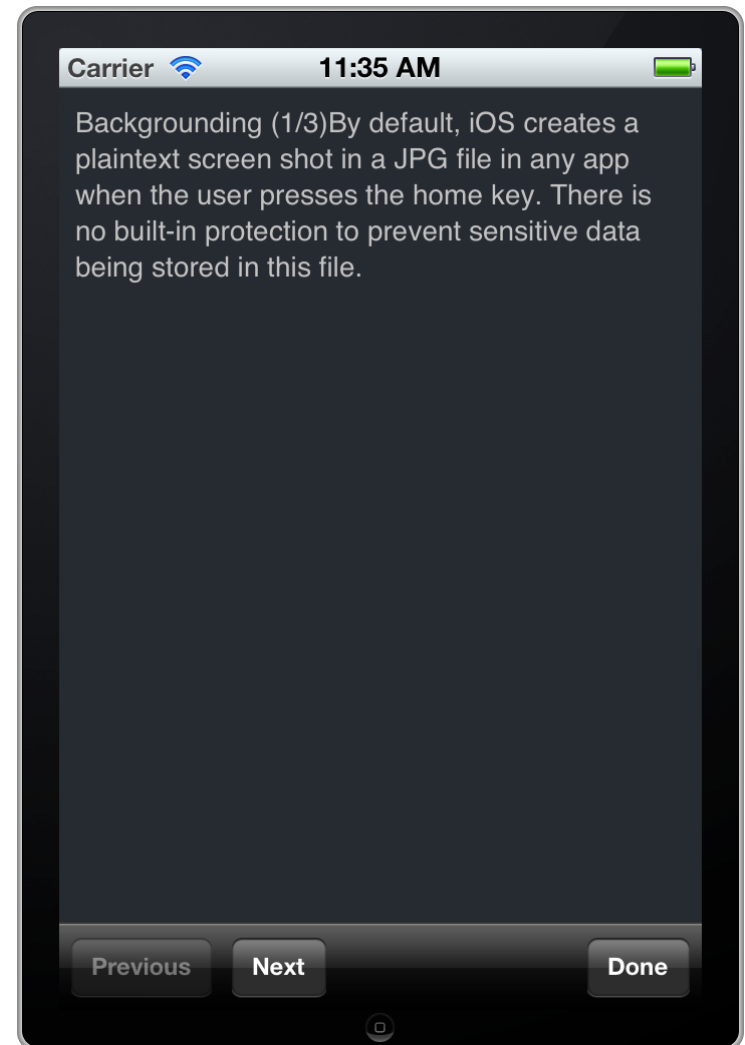 Carrier 11:35 AM
Backgrounding (1/3)By default, iOS creates a
plaintext screen shot in a JPG file in any app
when the user presses the home key. There is
no built-in protection to prevent sensitive data
being stored in this file.
Previous Next Done